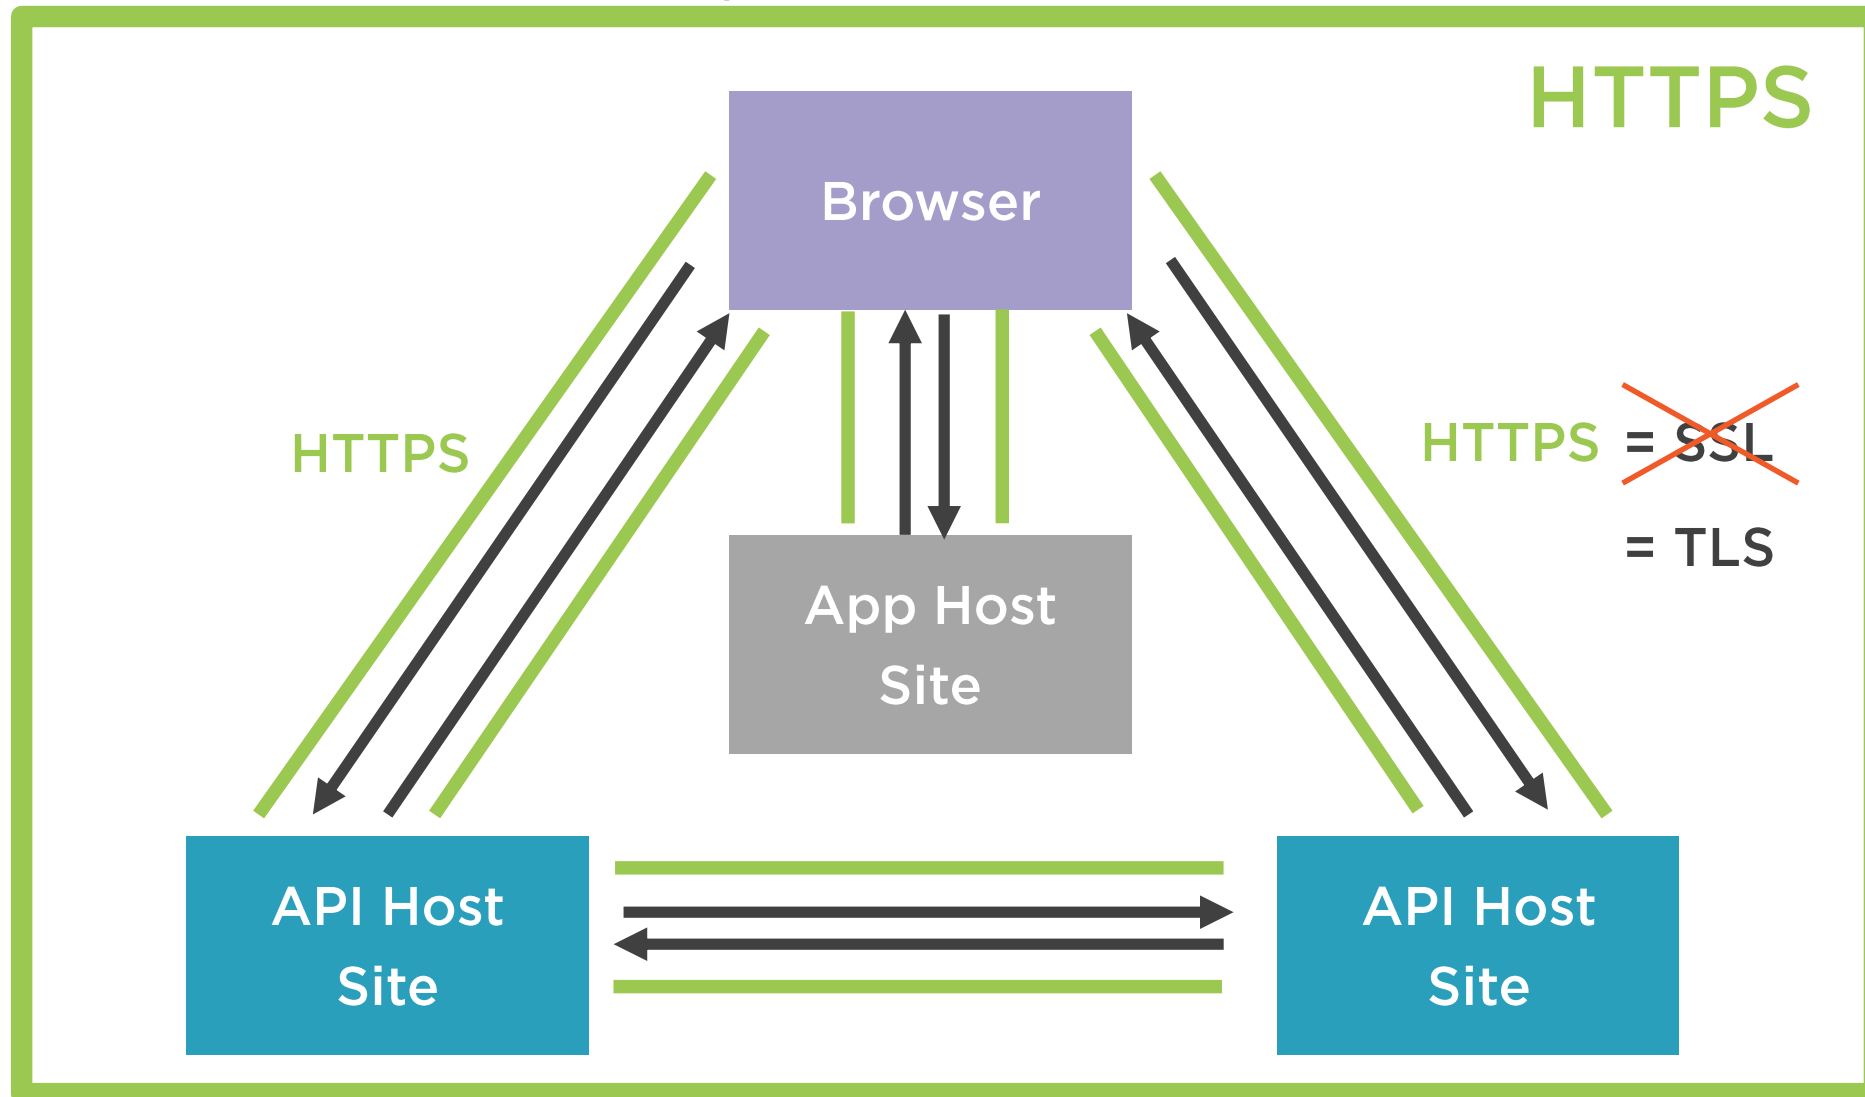 HTTPS
Browser
HTTPS
HTTPS = SSL
= TLS
App Host
Site
API Host
Site
API Host
Site